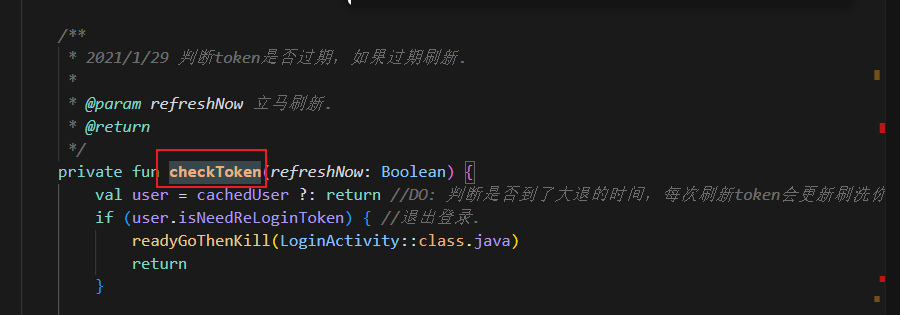 /**
 * 2021/1/29 判断token是否过期，如果过期刷新.
 *
 * @param refreshNow 立马刷新.
 * @return
 */
private fun checkToken(refreshNow: Boolean) {
    val user = cachedUser ?: return //DO: 判断是否到了大退的时间，每次刷新token会更新刷洗
    if (user.isNeedReLoginToken) { //退出登录.
        readyGoThenKill(LoginActivity::class.java)
        return
    }